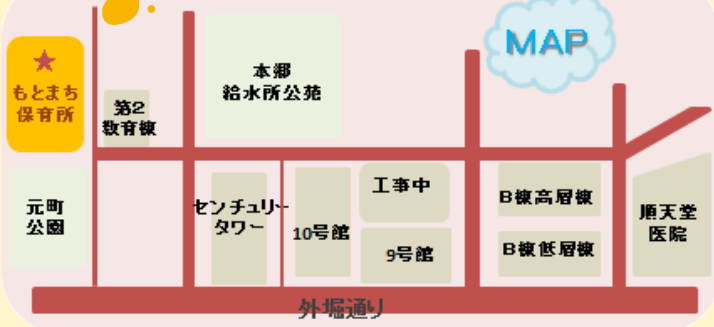 MAP
もとまち
保育所
第2
教育棟
本郷
給水所公苑
元町
公園
センチュリー
タワー
10号館
工事中
9号館
B棟高層棟
B棟低層棟
順天堂
医院
外堀通り